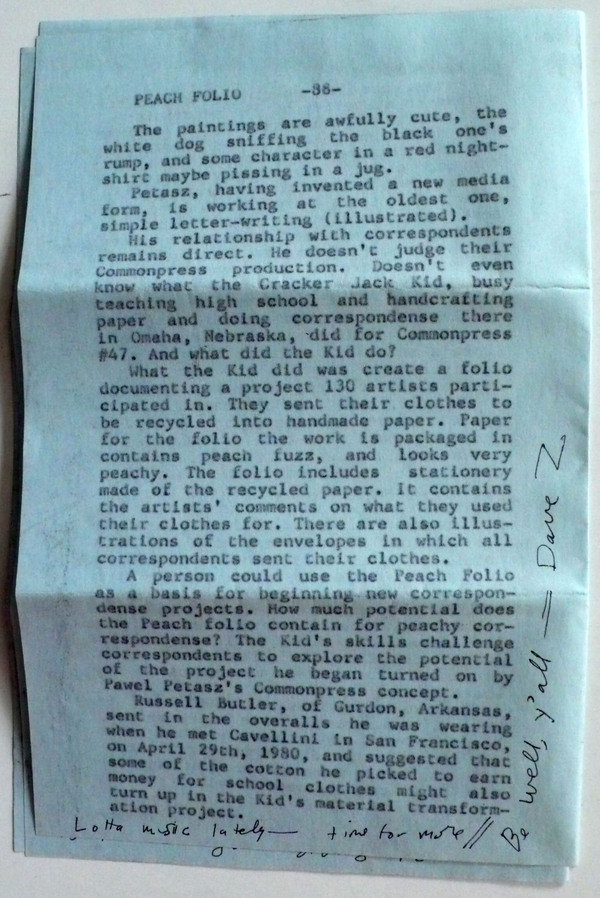 PEACH FOLIO -38-
The paintings are awfully cute, the
white dog sniffing the black one's
rump, and some character in a red night-
shirt maybe pissing in a jug.
Petasz, having invented a new media
form, is working at the oldest one,
simple letter-writing (illustrated).
His relationship with correspondents
remains direct. He doesn't judge their
Commonpress production. Doesn't even
know what the Cracker Jack Kid, busy
teaching high school and handcrafting
paper and doing correspondense there
in Omaha, Nebraska, did for Commonpress
#47. And what did the Kid do?
What the Kid did was create a folio
documenting a project 130 artists parti-
cipated in. They sent their clothes to
be recycled into handmade paper. Paper
for the folio the work is packaged in
contains peach fuzz, and looks very
peachy. The folio includes stationery
made of the recycled paper. It contains
the artists' comments on what they used
their clothes for. There are also illus-
trations of the envelopes in which all
correspondents sent their clothes.
A person could use the Peach Folio
as a basis for beginning new correspon-
dense projects. How much potential does
the Peach folio contain for peachy cor-
respondense? The Kid's skills challenge
correspondents to explore the potential
of the project he began turned on by
Pawel Petasz's Commonpress concept.
Russell Butler, of Gurdon, Arkansas,
sent in the overalls he was wearing
when he met Cavellini in San Francisco,
on April 29th, 1980, and suggested that
some of the cotton he picked to earn
money for school clothes might also
turn up in the Kid's material transform-
ation project.
Lotta music lately — time for more // Be
well, y'all — Dave Z.